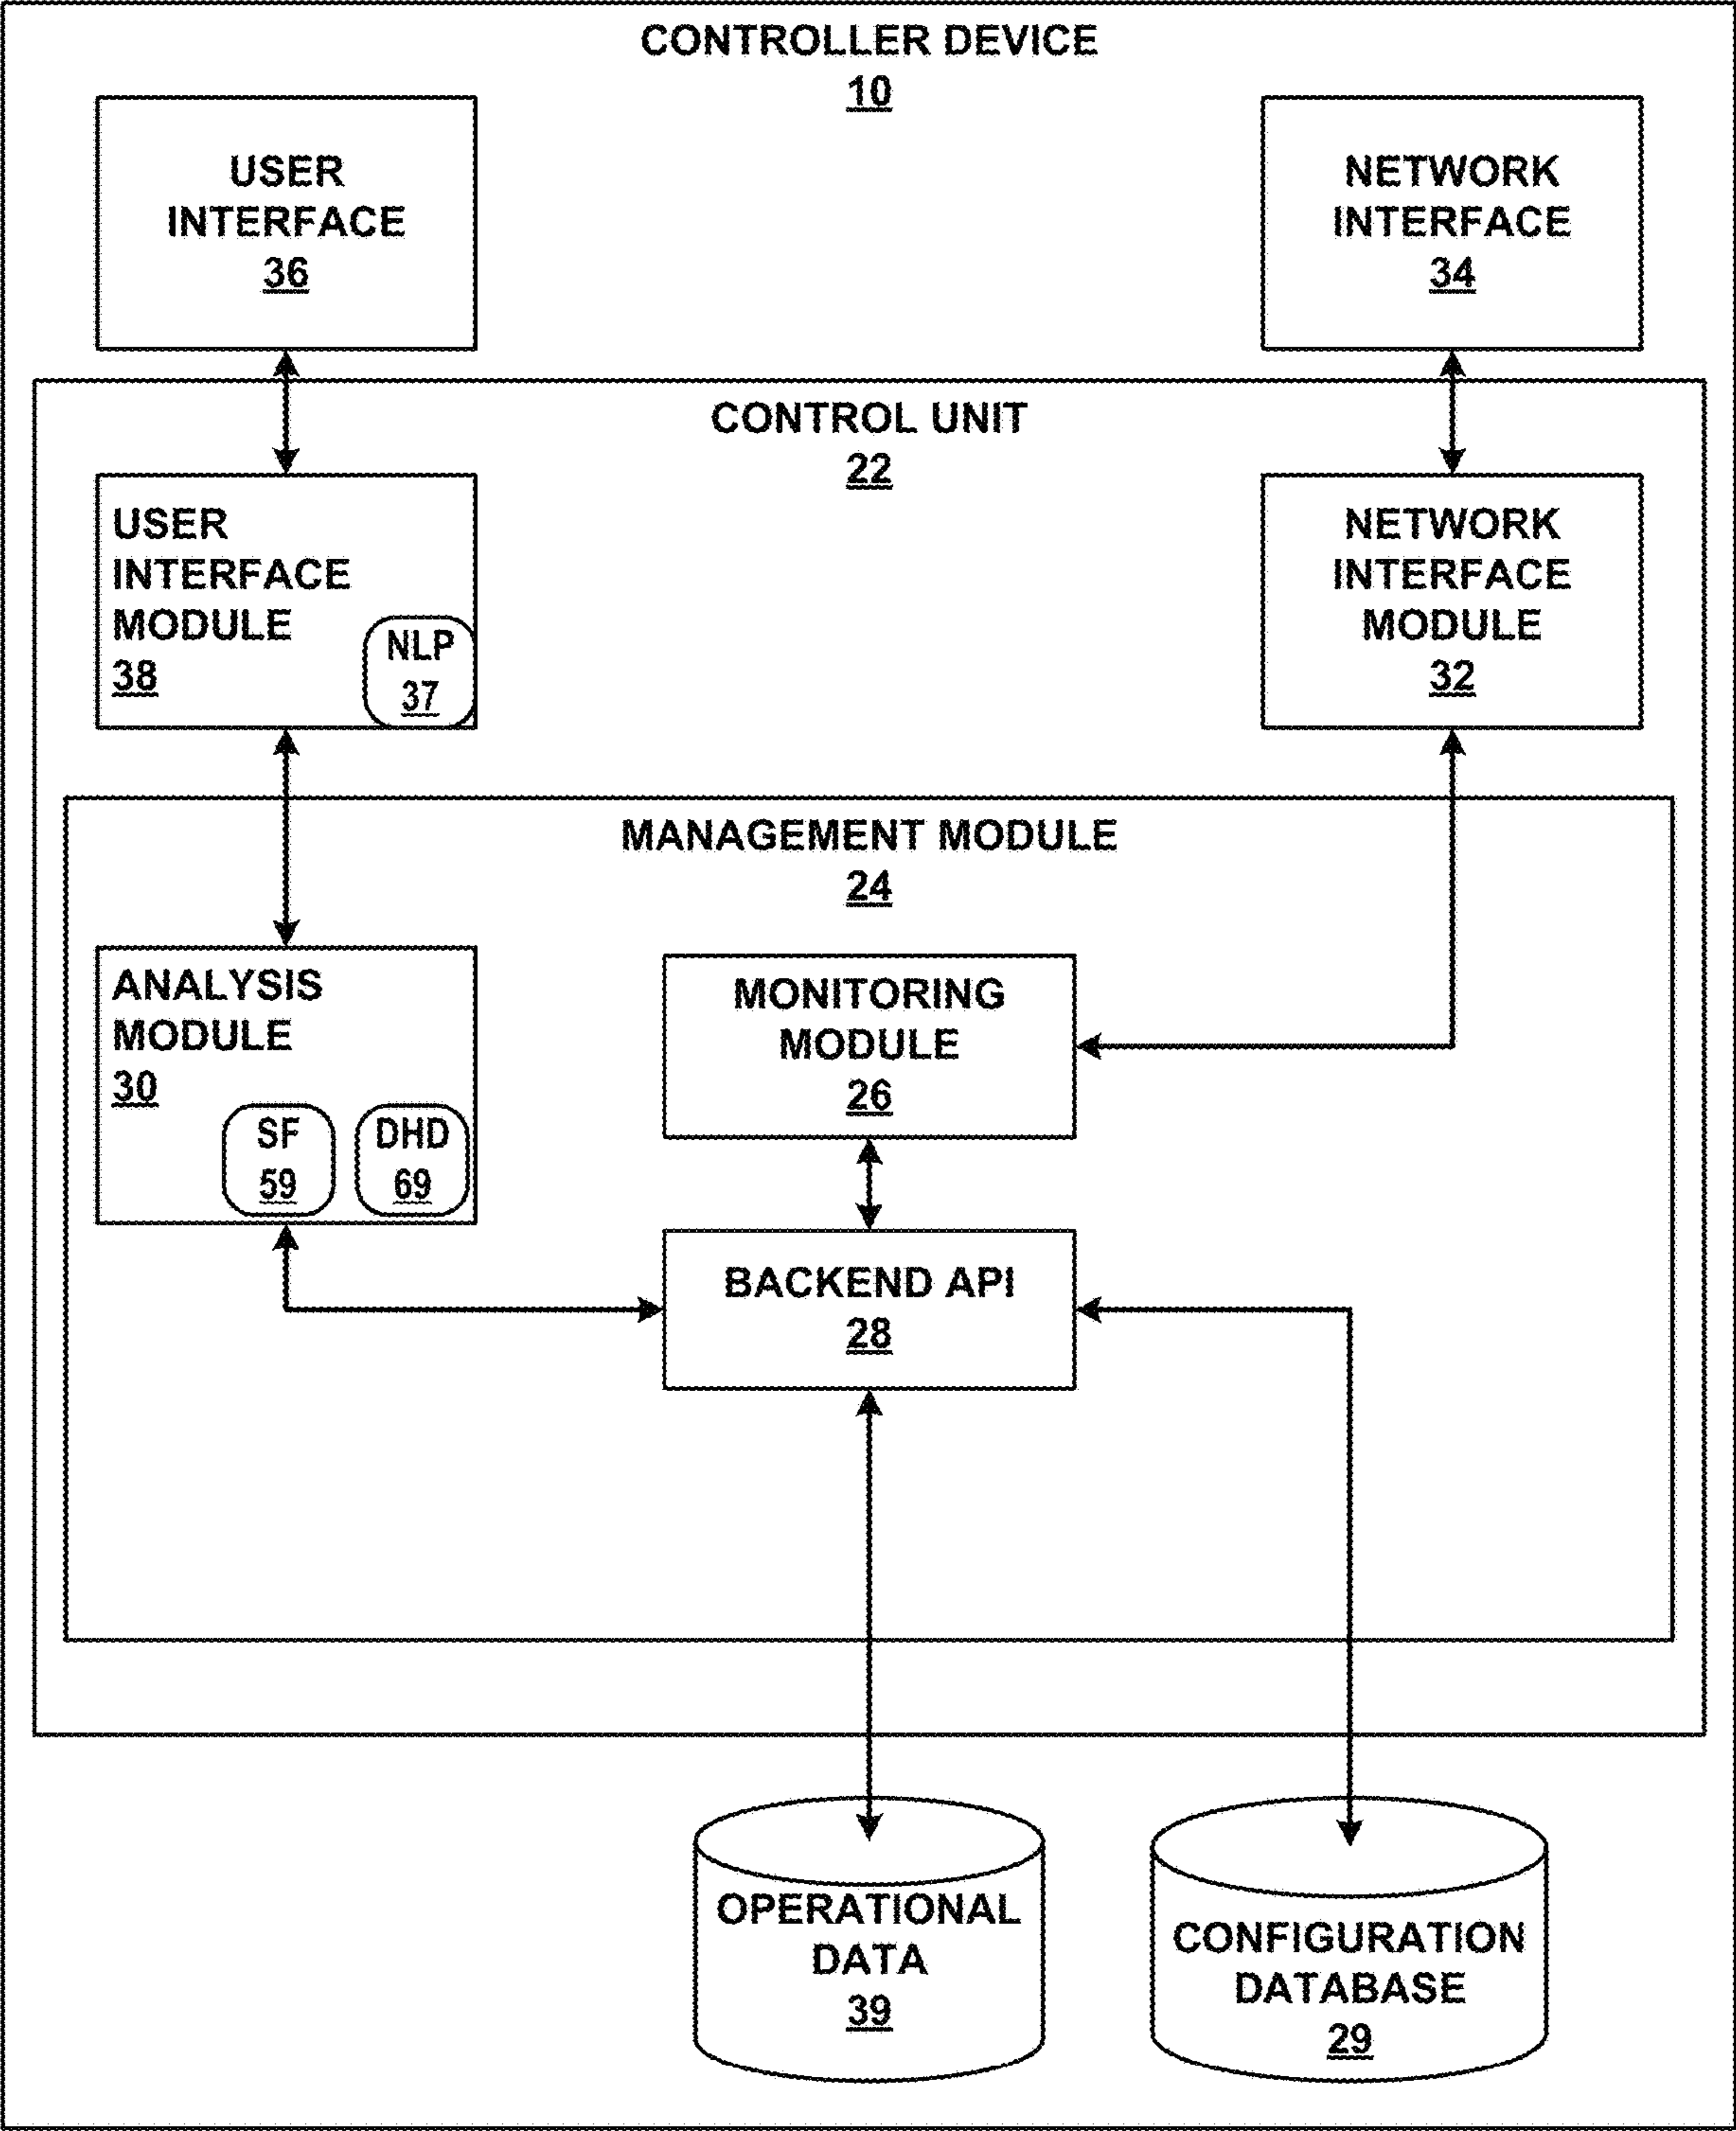 CONTROLLER DEVICE
10
USER
INTERFACE
36
NETWORK
INTERFACE
34
CONTROL UNIT
22
USER
INTERFACE
MODULE
38
NLP
37
NETWORK
INTERFACE
MODULE
32
MANAGEMENT MODULE
24
ANALYSIS
MODULE
30
SF
59
DHD
69
MONITORING
MODULE
26
BACKEND API
28
OPERATIONAL
DATA
39
CONFIGURATION
DATABASE
29